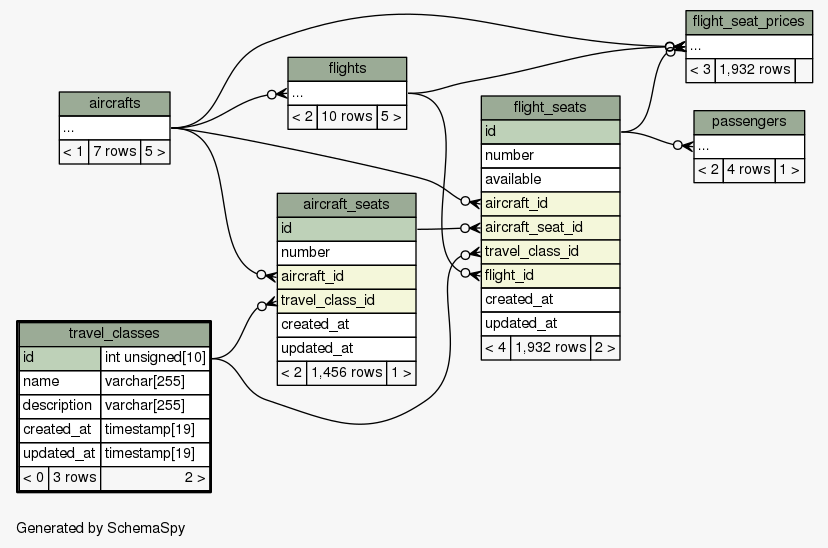 flight_seat_prices
...
< 3 1,932 rows
flights
...
< 2 10 rows 5 >
aircrafts
...
< 1 7 rows 5 >
flight_seats
id
number
available
aircraft_id
aircraft_seat_id
travel_class_id
flight_id
created_at
updated_at
< 4 1,932 rows 2 >
passengers
...
< 2 4 rows 1 >
aircraft_seats
id
number
aircraft_id
travel_class_id
created_at
updated_at
< 2 1,456 rows 1 >
travel_classes
id int unsigned[10]
name varchar[255]
description varchar[255]
created_at timestamp[19]
updated_at timestamp[19]
< 0 3 rows 2 >
Generated by SchemaSpy